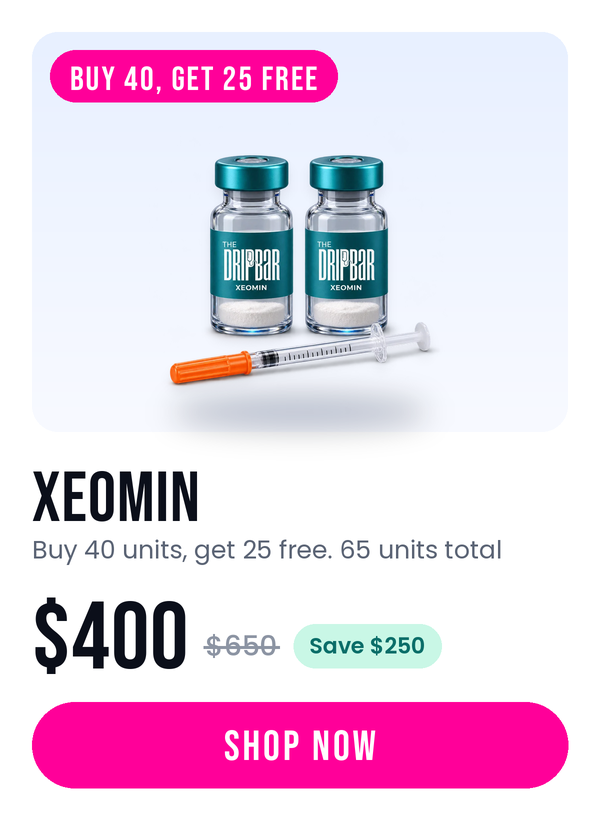 BUY 40, GET 25 FREE
THE
DRIPBAR
XEOMIN
THE
DRIPBAR
XEOMIN
XEOMIN
Buy 40 units, get 25 free. 65 units total
$400 $650 Save $250
SHOP NOW